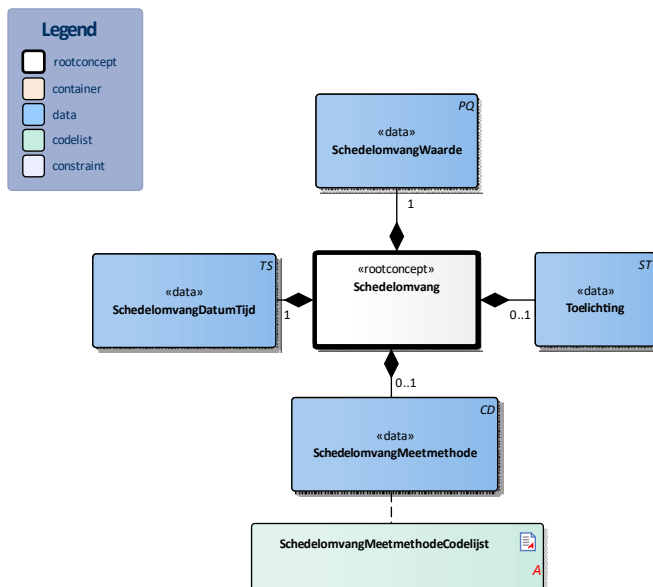 Legend
rootconcept
container
data
codelist
constraint
PQ
«data»
SchedelomvangWaarde
1
TS
«data»
SchedelomvangDatumTijd
1
«rootconcept»
Schedelomvang
ST
«data»
Toelichting
0..1
0..1
CD
«data»
SchedelomvangMeetmethode
SchedelomvangMeetmethodeCodelijst
A